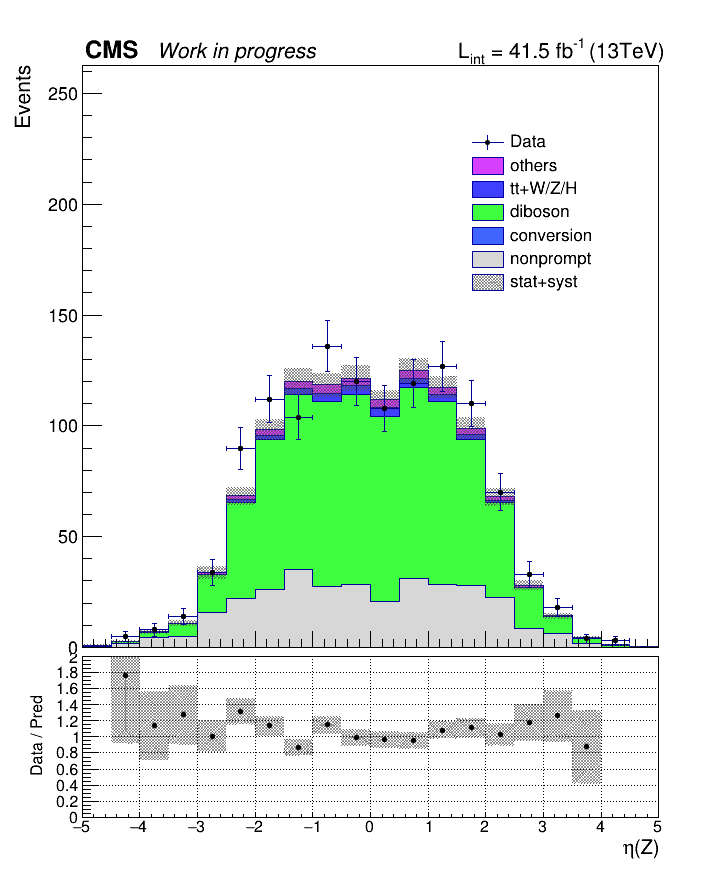 CMS Work in progress L_int = 41.5 fb^-1 (13TeV)
Events
250
200
150
100
50
0
Data
others
tt+W/Z/H
diboson
conversion
nonprompt
stat+syst
Data / Pred
2
1.8
1.6
1.4
1.2
1
0.8
0.6
0.4
0.2
0
−5 −4 −3 −2 −1 0 1 2 3 4 5
η(Z)